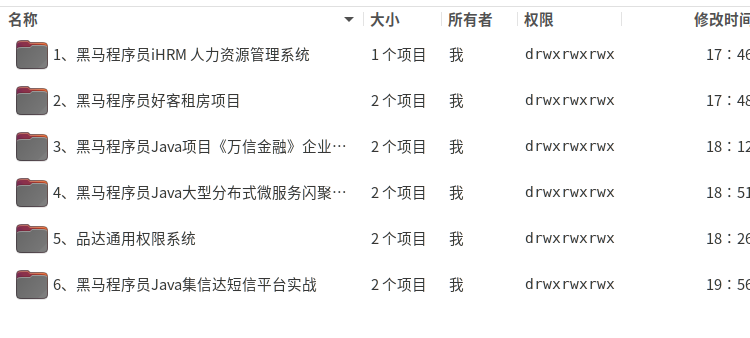 名称 大小 所有者 权限 修改时间
1、黑马程序员iHRM 人力资源管理系统 1 个项目 我 drwxrwxrwx 17：46
2、黑马程序员好客租房项目 2 个项目 我 drwxrwxrwx 17：48
3、黑马程序员Java项目《万信金融》企业… 2 个项目 我 drwxrwxrwx 18：12
4、黑马程序员Java大型分布式微服务闪聚… 2 个项目 我 drwxrwxrwx 18：51
5、品达通用权限系统 2 个项目 我 drwxrwxrwx 18：26
6、黑马程序员Java集信达短信平台实战 2 个项目 我 drwxrwxrwx 19：56